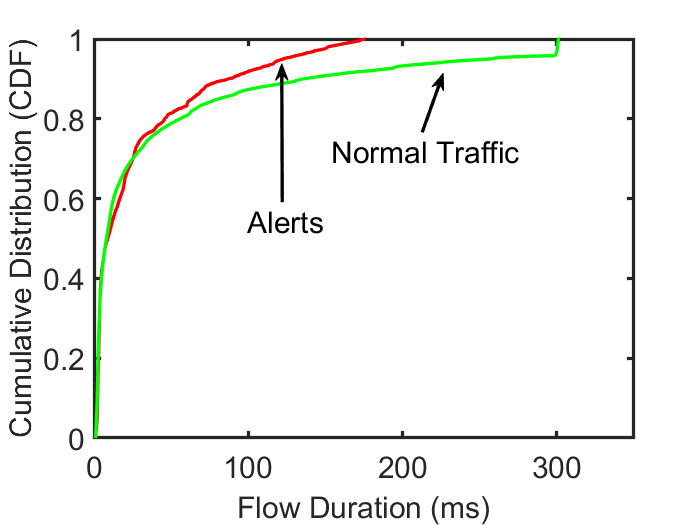 Cumulative Distribution (CDF)
1
0.8
0.6
0.4
0.2
0
Normal Traffic
Alerts
0
100
200
300
Flow Duration (ms)